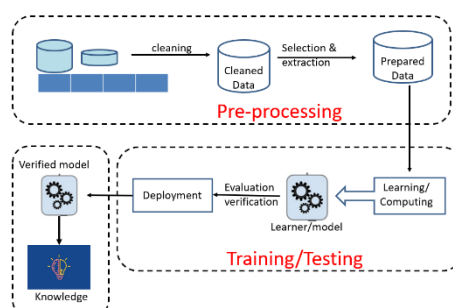 cleaning
Cleaned
Data
Selection &
extraction
Prepared
Data
Pre-processing
Verified model
Knowledge
Deployment
Evaluation
verification
Learner/model
Learning/
Computing
Training/Testing